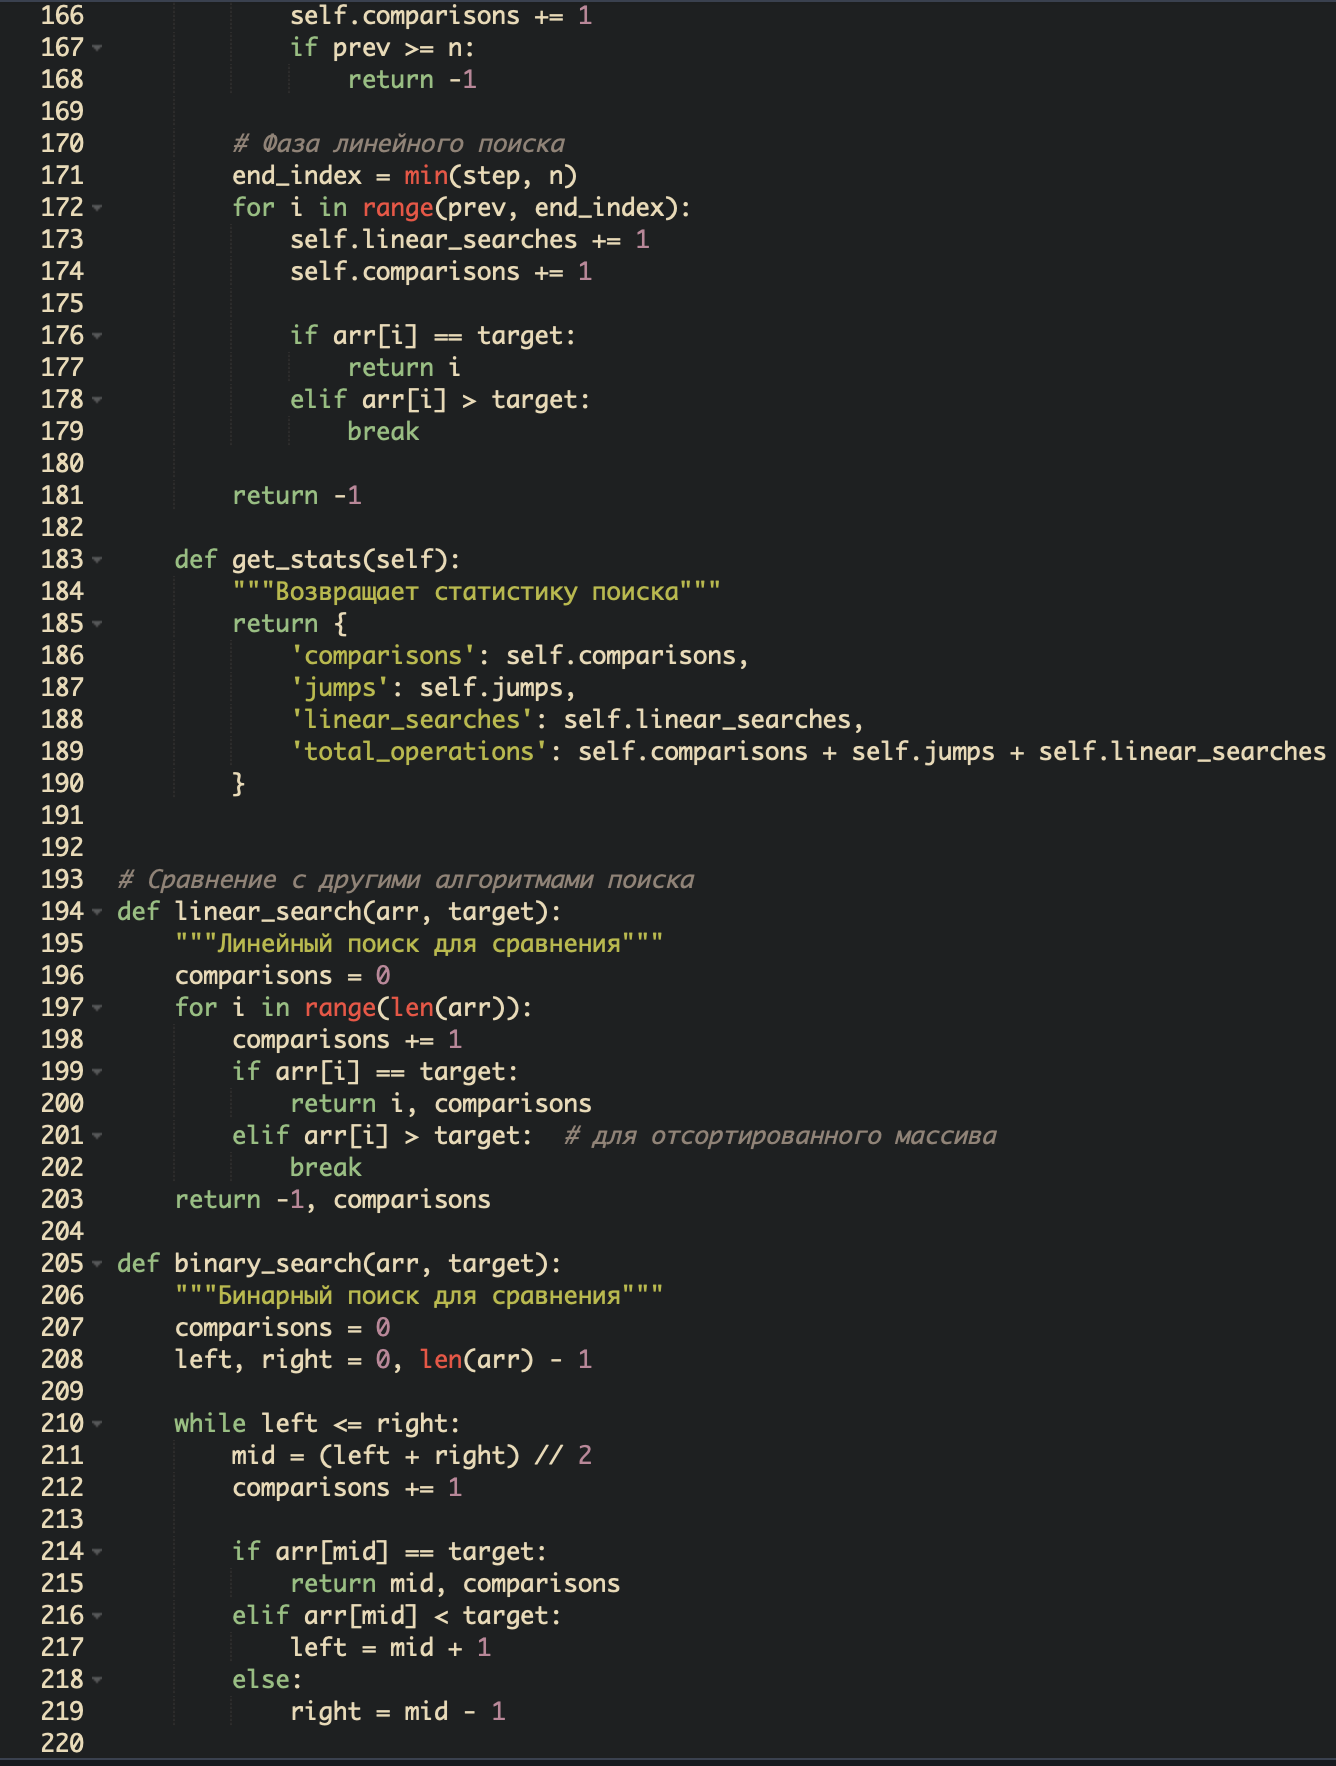 166 self.comparisons += 1
167 if prev >= n:
168 return -1
169
170 # Фаза линейного поиска
171 end_index = min(step, n)
172 for i in range(prev, end_index):
173 self.linear_searches += 1
174 self.comparisons += 1
175
176 if arr[i] == target:
177 return i
178 elif arr[i] > target:
179 break
180
181 return -1
182
183 def get_stats(self):
184 """Возвращает статистику поиска"""
185 return {
186 'comparisons': self.comparisons,
187 'jumps': self.jumps,
188 'linear_searches': self.linear_searches,
189 'total_operations': self.comparisons + self.jumps + self.linear_searches
190 }
191
192
193 # Сравнение с другими алгоритмами поиска
194 def linear_search(arr, target):
195 """Линейный поиск для сравнения"""
196 comparisons = 0
197 for i in range(len(arr)):
198 comparisons += 1
199 if arr[i] == target:
200 return i, comparisons
201 elif arr[i] > target: # для отсортированного массива
202 break
203 return -1, comparisons
204
205 def binary_search(arr, target):
206 """Бинарный поиск для сравнения"""
207 comparisons = 0
208 left, right = 0, len(arr) - 1
209
210 while left <= right:
211 mid = (left + right) // 2
212 comparisons += 1
213
214 if arr[mid] == target:
215 return mid, comparisons
216 elif arr[mid] < target:
217 left = mid + 1
218 else:
219 right = mid - 1
220